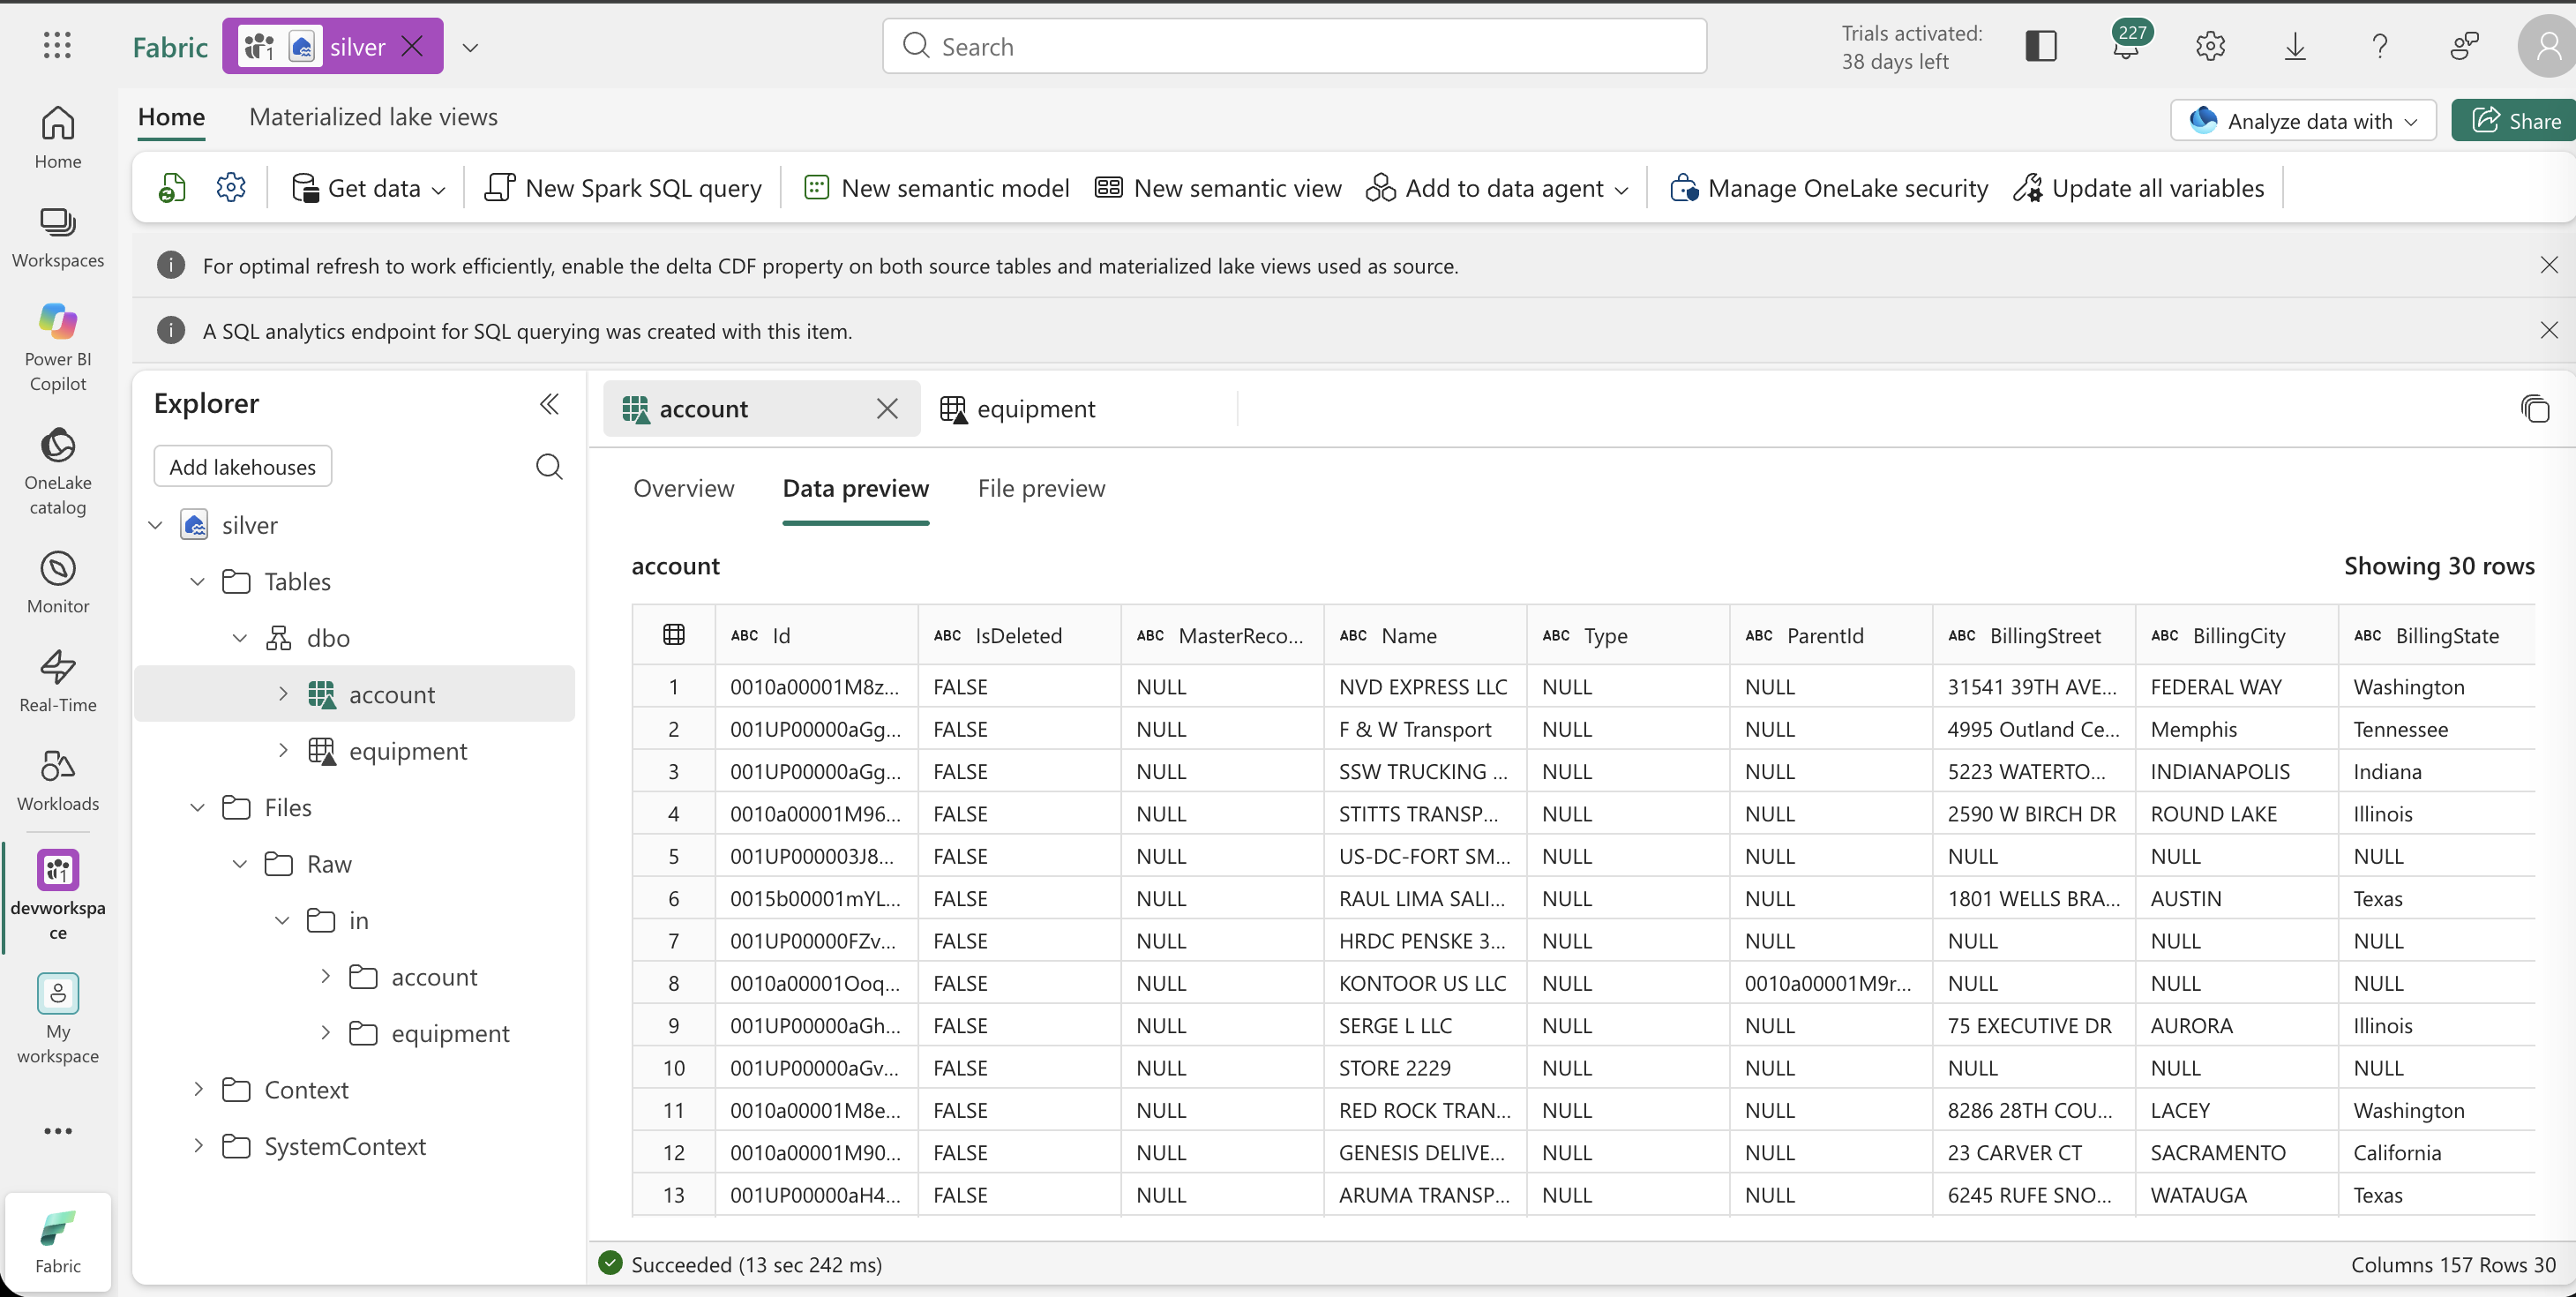 Fabric
1
silver
Search
Trials activated:
38 days left
227
Home
Materialized lake views
Analyze data with
Share
Get data
New Spark SQL query
New semantic model
New semantic view
Add to data agent
Manage OneLake security
Update all variables
For optimal refresh to work efficiently, enable the delta CDF property on both source tables and materialized lake views used as source.
A SQL analytics endpoint for SQL querying was created with this item.
Home
Workspaces
Power BI
Copilot
OneLake
catalog
Monitor
Real-Time
Workloads
1
devworkspa
ce
My
workspace
Fabric
Explorer
Add lakehouses
silver
Tables
dbo
account
equipment
Files
Raw
in
account
equipment
Context
SystemContext
account
equipment
Overview
Data preview
File preview
account
Showing 30 rows
ABC Id ABC IsDeleted ABC MasterReco... ABC Name ABC Type ABC ParentId ABC BillingStreet ABC BillingCity ABC BillingState
1 0010a00001M8z... FALSE NULL NVD EXPRESS LLC NULL NULL 31541 39TH AVE... FEDERAL WAY Washington
2 001UP00000aGg... FALSE NULL F & W Transport NULL NULL 4995 Outland Ce... Memphis Tennessee
3 001UP00000aGg... FALSE NULL SSW TRUCKING ... NULL NULL 5223 WATERTO... INDIANAPOLIS Indiana
4 0010a00001M96... FALSE NULL STITTS TRANSP... NULL NULL 2590 W BIRCH DR ROUND LAKE Illinois
5 001UP000003J8... FALSE NULL US-DC-FORT SM... NULL NULL NULL NULL NULL
6 0015b00001mYL... FALSE NULL RAUL LIMA SALI... NULL NULL 1801 WELLS BRA... AUSTIN Texas
7 001UP00000FZv... FALSE NULL HRDC PENSKE 3... NULL NULL NULL NULL NULL
8 0010a00001Ooq... FALSE NULL KONTOOR US LLC NULL 0010a00001M9r... NULL NULL NULL
9 001UP00000aGh... FALSE NULL SERGE L LLC NULL NULL 75 EXECUTIVE DR AURORA Illinois
10 001UP00000aGv... FALSE NULL STORE 2229 NULL NULL NULL NULL NULL
11 0010a00001M8e... FALSE NULL RED ROCK TRAN... NULL NULL 8286 28TH COU... LACEY Washington
12 0010a00001M90... FALSE NULL GENESIS DELIVE... NULL NULL 23 CARVER CT SACRAMENTO California
13 001UP00000aH4... FALSE NULL ARUMA TRANSP... NULL NULL 6245 RUFE SNO... WATAUGA Texas
Succeeded (13 sec 242 ms)
Columns 157 Rows 30